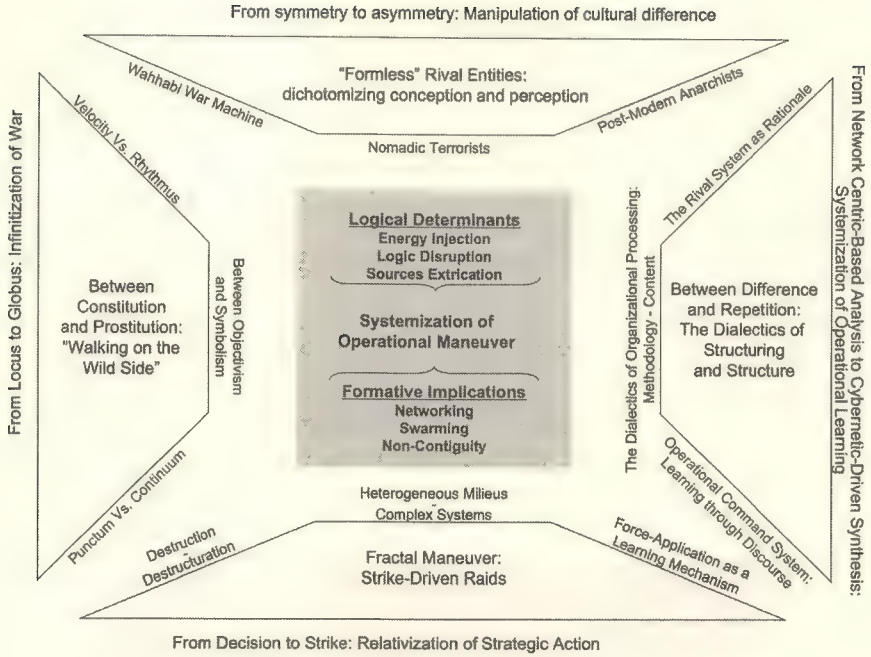 From symmetry to asymmetry: Manipulation of cultural difference
"Formless" Rival Entities:
dichotomizing conception and perception
Wahhabi War Machine
Post-Modern Anarchists
Nomadic Terrorists
From Locus to Globus: Infinitization of War
Velocity Vs. Rhythmus
Between
Constitution
and Prostitution:
"Walking on the
Wild Side"
Between Objectivism
and Symbolism
Punctum Vs. Continuum
Logical Determinants
Energy Injection
Logic Disruption
Sources Extrication
Systemization of
Operational Maneuver
Formative Implications
Networking
Swarming
Non-Contiguity
The Dialectics of Organizational Processing:
Methodology - Content
The Rival System as Rationale
Between Difference
and Repetition:
The Dialectics of
Structuring
and Structure
Operational Command System:
Learning through Discourse
From Network Centric-Based Analysis to Cybernetic-Driven Synthesis:
Systemization of Operational Learning
Heterogeneous Milieus
-
Complex Systems
Destruction
-
Destructuration
Fractal Maneuver:
Strike-Driven Raids
Force-Application as a
Learning Mechanism
From Decision to Strike: Relativization of Strategic Action